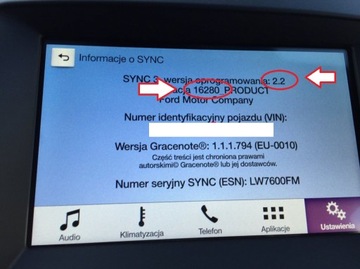 Informacje o SYNC
SYNC 3, wersja oprogramowania: 2.2
16280_PRODUCT
Ford Motor Company
Numer identyfikacyjny pojazdu (VIN):
Wersja Gracenote®: 1.1.1.794 (EU-0010)
Część treści jest chroniona prawami
autorskimi© Gracenote® lub jej dostawców.
Numer seryjny SYNC (ESN): LW7600FM
Audio
Klimatyzacja
Telefon
Aplikacje
Ustawienia